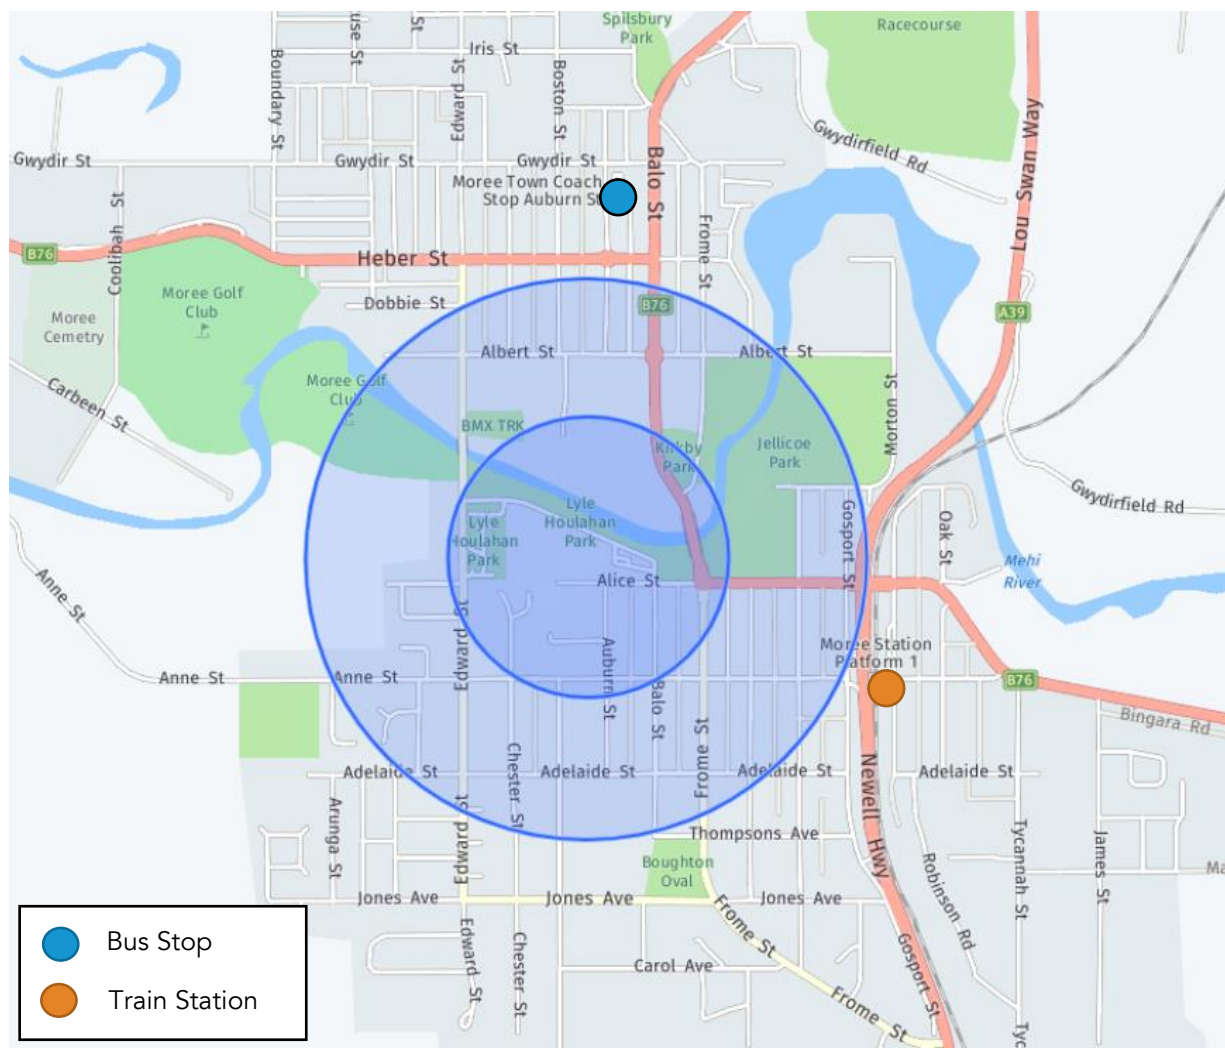 Spilsbury
Park
Racecourse
use St
St
Iris St
Boundary St
Edward St
Boston St
Gwydir St
Gwydir St
Gwydir St
Gwydirfield Rd
Lou Swan Way
Moree Town Coach
Stop Auburn St
Balo St
Frome St
Coolibah St
B76
Heber St
Moree Golf
Club
Dobbie St
B76
A39
Moree
Cemetry
Albert St
Albert St
Carbeen St
Moree Golf
Club
Morton St
BMX TRK
Kirkby
Park
Jellicoe
Park
Gwydirfield Rd
Lyle
Houlahan
Park
Lyle
Houlahan
Park
Gosport St
Oak St
Mehi
River
Anne St
Alice St
Edward St
Auburn St
Moree Station
Platform 1
Anne St
Anne St
Balo St
B76
Bingara Rd
Frome St
Chester St
Adelaide St
Adelaide St
Adelaide St
Adelaide St
Newell Hwy
Arunga St
Edward St
Thompsons Ave
Tycannah St
James St
Robinson Rd
Boughton
Oval
Ma
Jones Ave
Jones Ave
Jones Ave
Frome St
Edward St
Chester St
Carol Ave
Gosport St
Frome St
Tyc
Bus Stop
Train Station